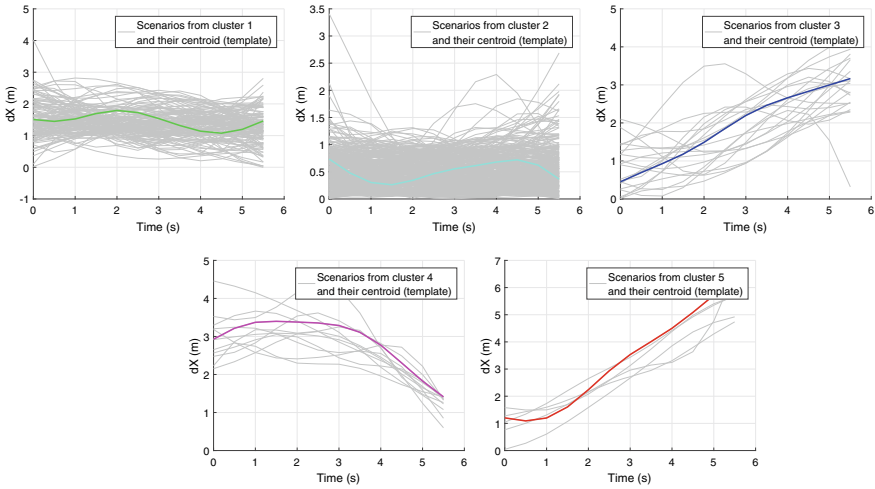 5
4
3
2
1
0
-1
0 1 2 3 4 5 6
dX (m)
Time (s)
Scenarios from cluster 1
and their centroid (template)
3.5
3
2.5
2
1.5
1
0.5
0
0 1 2 3 4 5 6
dX (m)
Time (s)
Scenarios from cluster 2
and their centroid (template)
5
4
3
2
1
0
0 1 2 3 4 5 6
dX (m)
Time (s)
Scenarios from cluster 3
and their centroid (template)
5
4
3
2
1
0
0 1 2 3 4 5 6
dX (m)
Time (s)
Scenarios from cluster 4
and their centroid (template)
7
6
5
4
3
2
1
0
0 1 2 3 4 5 6
dX (m)
Time (s)
Scenarios from cluster 5
and their centroid (template)